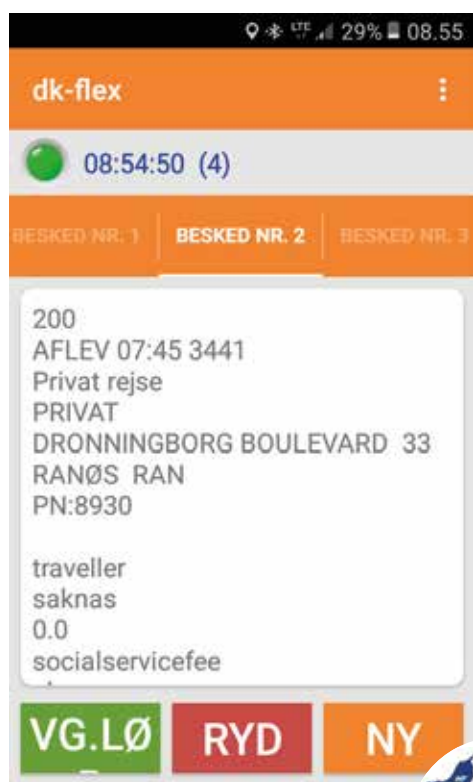 LTE 29% 08.55
dk-flex
08:54:50 (4)
BESKED NR. 1 BESKED NR. 2 BESKED NR. 3
200
AFLEV 07:45 3441
Privat rejse
PRIVAT
DRONNINGBORG BOULEVARD 33
RANØS RAN
PN:8930
traveller
saknas
0.0
socialservicefee
VG.LØ RYD NY